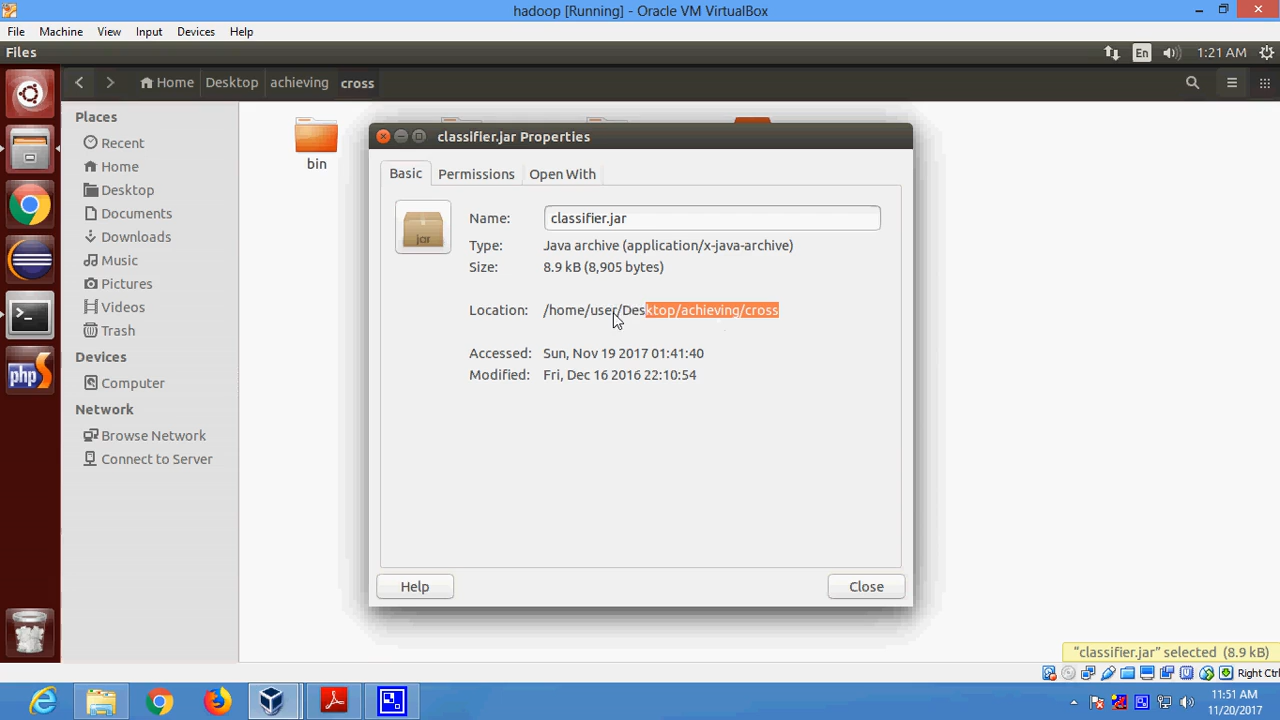 hadoop [Running] - Oracle VM VirtualBox
File Machine View Input Devices Help
Files En 1:21 AM
Home Desktop achieving cross
Places
Recent
Home
Desktop
Documents
Downloads
Music
Pictures
Videos
Trash
Devices
Computer
Network
Browse Network
Connect to Server
bin
classifier.jar Properties
Basic Permissions Open With
jar
Name: classifier.jar
Type: Java archive (application/x-java-archive)
Size: 8.9 kB (8,905 bytes)
Location: /home/user/Desktop/achieving/cross
Accessed: Sun, Nov 19 2017 01:41:40
Modified: Fri, Dec 16 2016 22:10:54
Help Close
php
"classifier.jar" selected (8.9 kB)
Right Ctrl
11:51 AM
11/20/2017